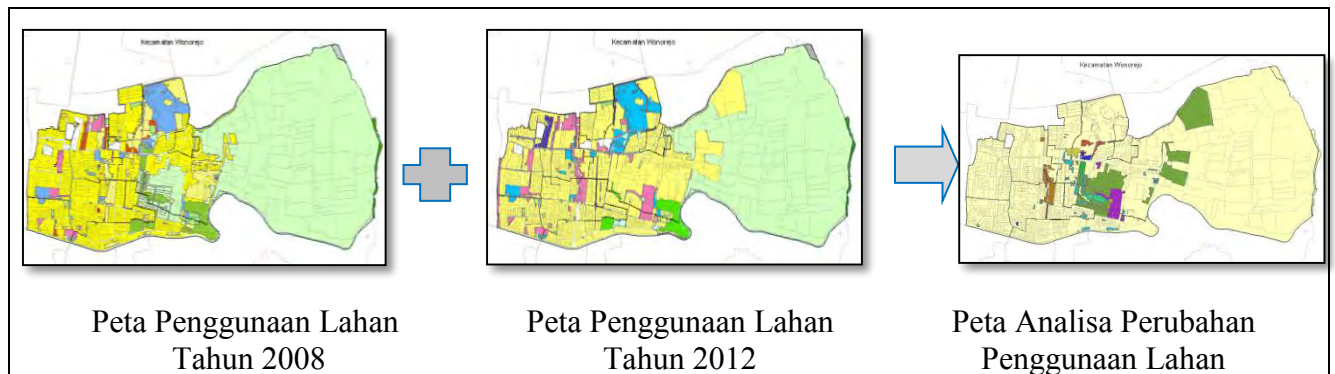 Kecamatan Wonorejo
Kecamatan Wonorejo
Kecamatan Wonorejo
Peta Penggunaan Lahan
Tahun 2008
Peta Penggunaan Lahan
Tahun 2012
Peta Analisa Perubahan
Penggunaan Lahan